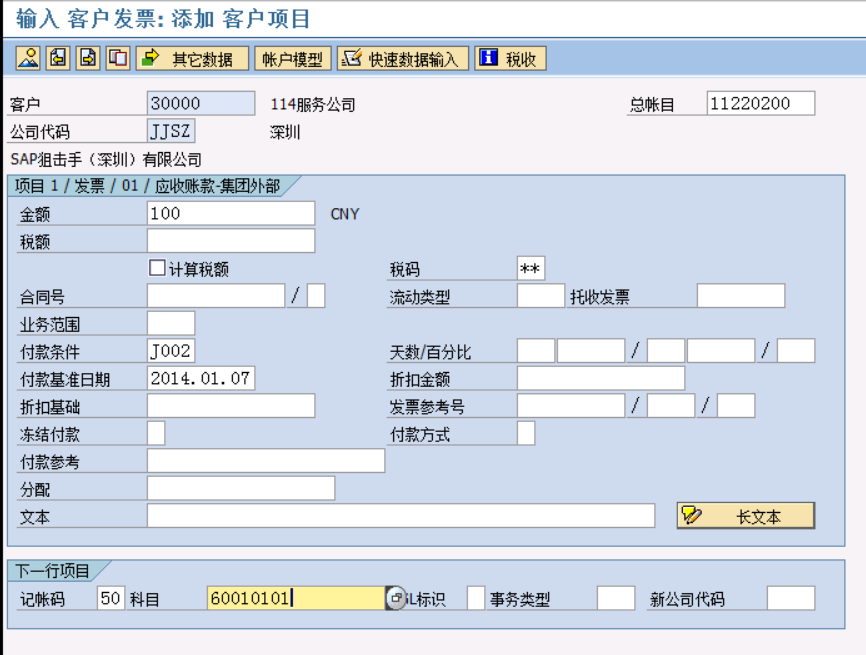 输入 客户发票: 添加 客户项目
其它数据 帐户模型 快速数据输入 税收
客户 30000 114服务公司 总帐目 11220200
公司代码 JJSZ 深圳
SAP狙击手（深圳）有限公司
项目 1 / 发票 / 01 / 应收账款-集团外部
金额 100 CNY
税额
计算税额 税码 **
合同号 / 流动类型 托收发票
业务范围
付款条件 J002 天数/百分比 / /
付款基准日期 2014.01.07 折扣金额
折扣基础 发票参考号 / /
冻结付款 付款方式
付款参考
分配
文本 长文本
下一行项目
记帐码 50 科目 60010101 GL标识 事务类型 新公司代码